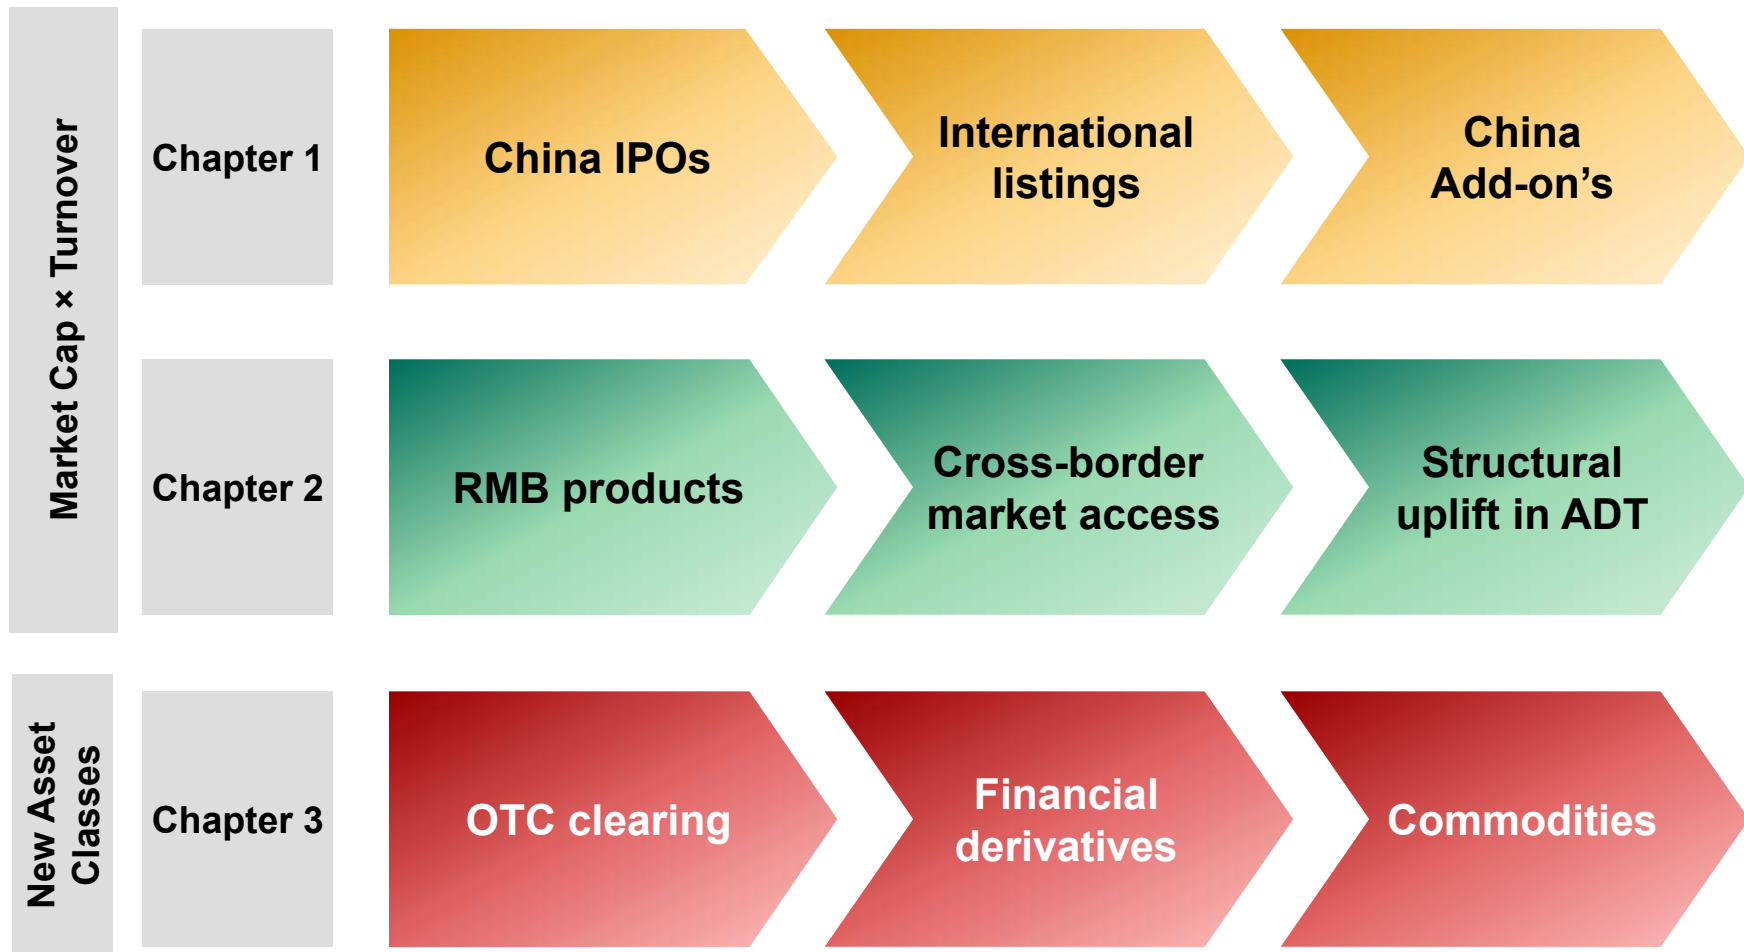 Market Cap × Turnover
Chapter 1
China IPOs
International
listings
China
Add-on’s
Chapter 2
RMB products
Cross-border
market access
Structural
uplift in ADT
New Asset
Classes
Chapter 3
OTC clearing
Financial
derivatives
Commodities